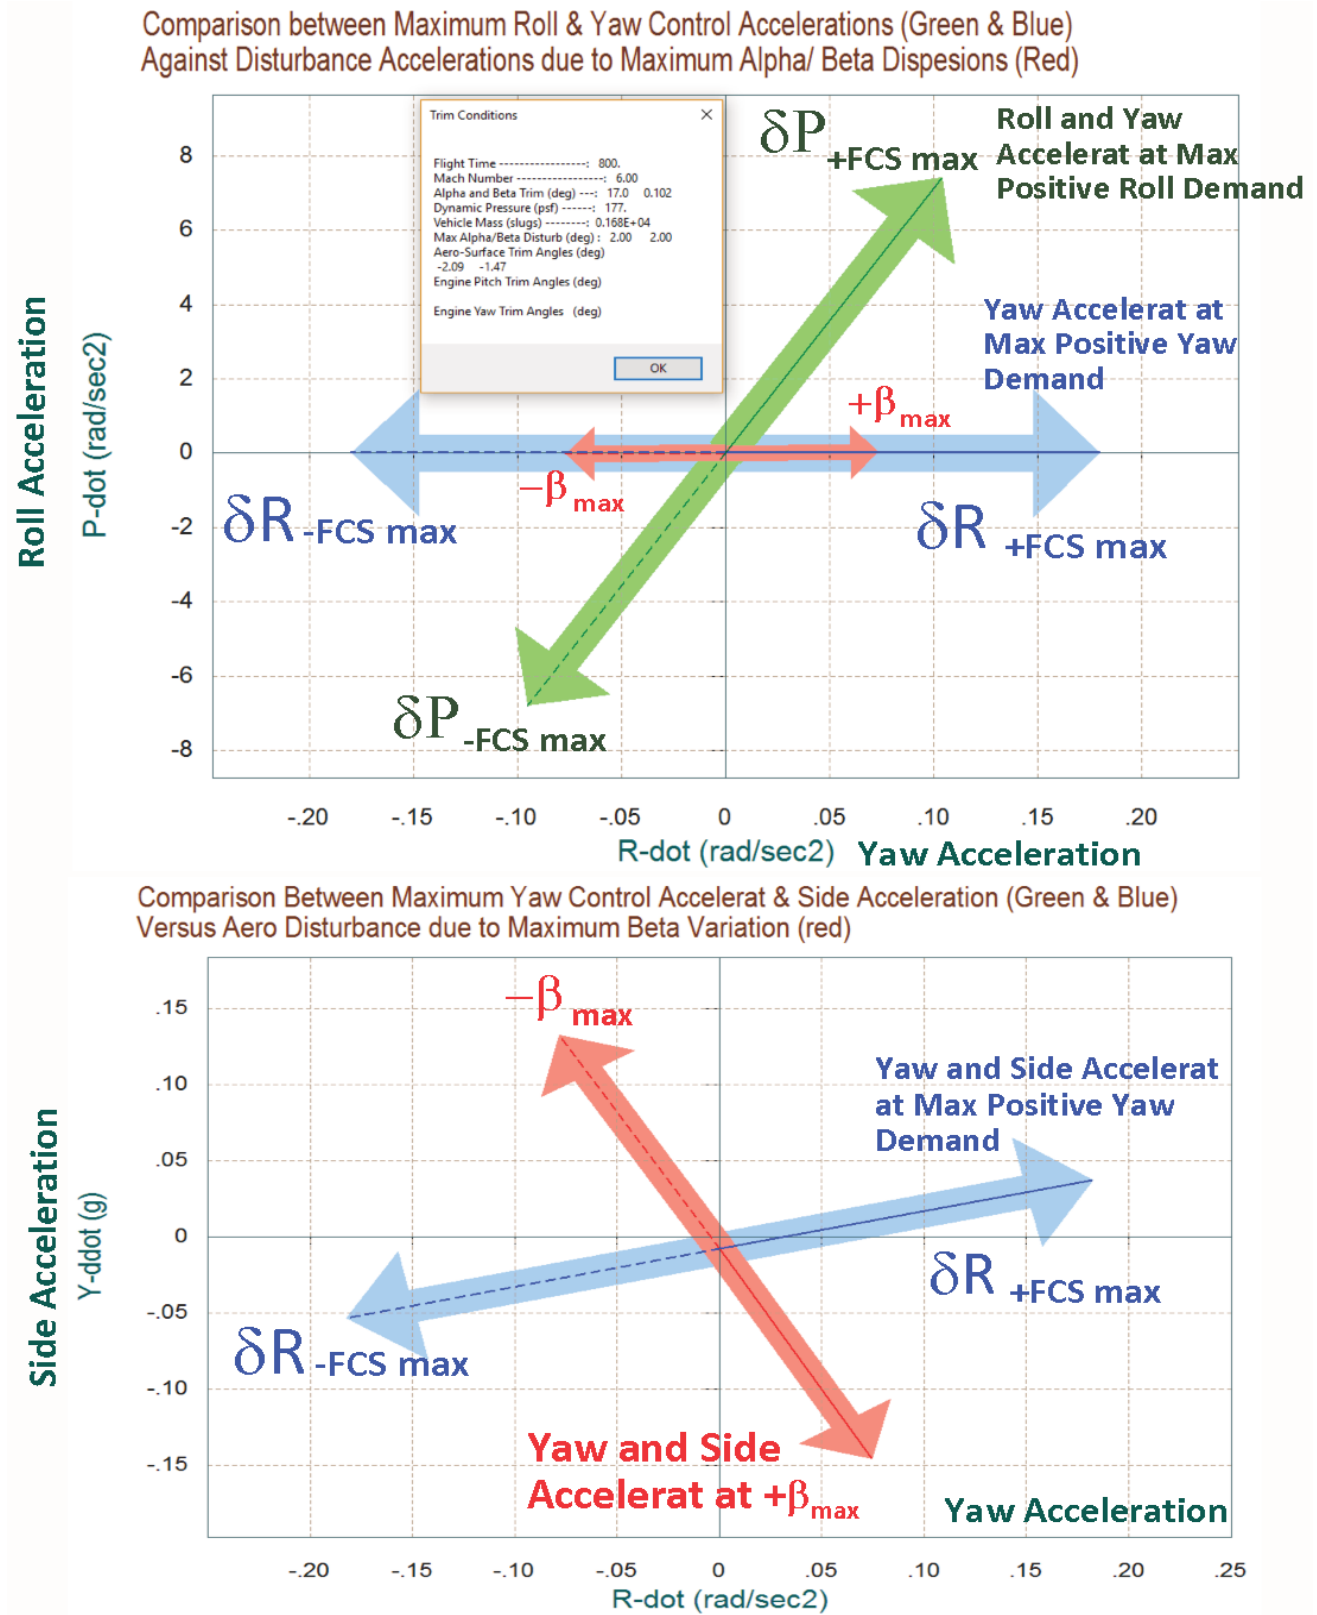 Comparison between Maximum Roll & Yaw Control Accelerations (Green & Blue)
Against Disturbance Accelerations due to Maximum Alpha/ Beta Dispesions (Red)
Trim Conditions
Flight Time -----------------: 800.
Mach Number -----------------: 6.00
Alpha and Beta Trim (deg) ---: 17.0 0.102
Dynamic Pressure (psf) ------: 177.
Vehicle Mass (slugs) --------: 0.168E+04
Max Alpha/Beta Disturb (deg) : 2.00 2.00
Aero-Surface Trim Angles (deg)
-2.09 -1.47
Engine Pitch Trim Angles (deg)
Engine Yaw Trim Angles (deg)
OK
δP +FCS max
Roll and Yaw
Accelerat at Max
Positive Roll Demand
Yaw Accelerat at
Max Positive Yaw
Demand
+β max
−β max
δR -FCS max
δR +FCS max
δP -FCS max
Roll Acceleration
P-dot (rad/sec2)
8
6
4
2
0
-2
-4
-6
-8
-.20 -.15 -.10 -.05 0 .05 .10 .15 .20
R-dot (rad/sec2) Yaw Acceleration
Comparison Between Maximum Yaw Control Accelerat & Side Acceleration (Green & Blue)
Versus Aero Disturbance due to Maximum Beta Variation (red)
−β max
Yaw and Side Accelerat
at Max Positive Yaw
Demand
δR +FCS max
δR -FCS max
Yaw and Side
Accelerat at +βmax
Yaw Acceleration
Side Acceleration
Y-ddot (g)
.15
.10
.05
0
-.05
-.10
-.15
-.20 -.15 -.10 -.05 0 .05 .10 .15 .20 .25
R-dot (rad/sec2)